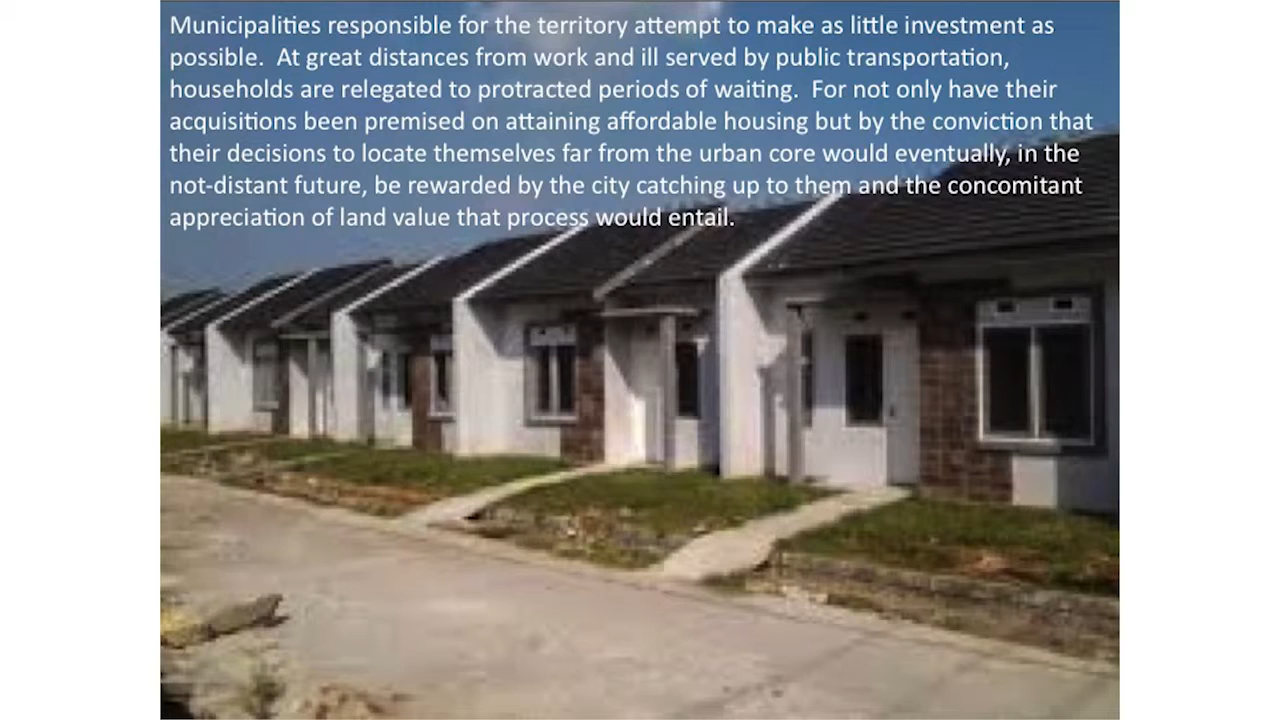 Municipalities responsible for the territory attempt to make as little investment as
possible.  At great distances from work and ill served by public transportation,
households are relegated to protracted periods of waiting.  For not only have their
acquisitions been premised on attaining affordable housing but by the conviction that
their decisions to locate themselves far from the urban core would eventually, in the
not-distant future, be rewarded by the city catching up to them and the concomitant
appreciation of land value that process would entail.